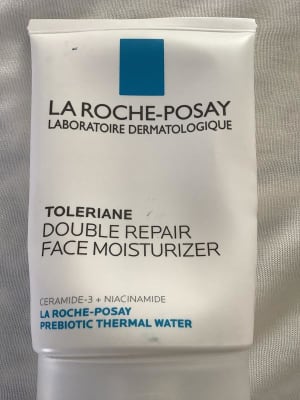 LA ROCHE-POSAY
LABORATOIRE DERMATOLOGIQUE
TOLERIANE
DOUBLE REPAIR
FACE MOISTURIZER
CERAMIDE-3 + NIACINAMIDE
LA ROCHE-POSAY
PREBIOTIC THERMAL WATER